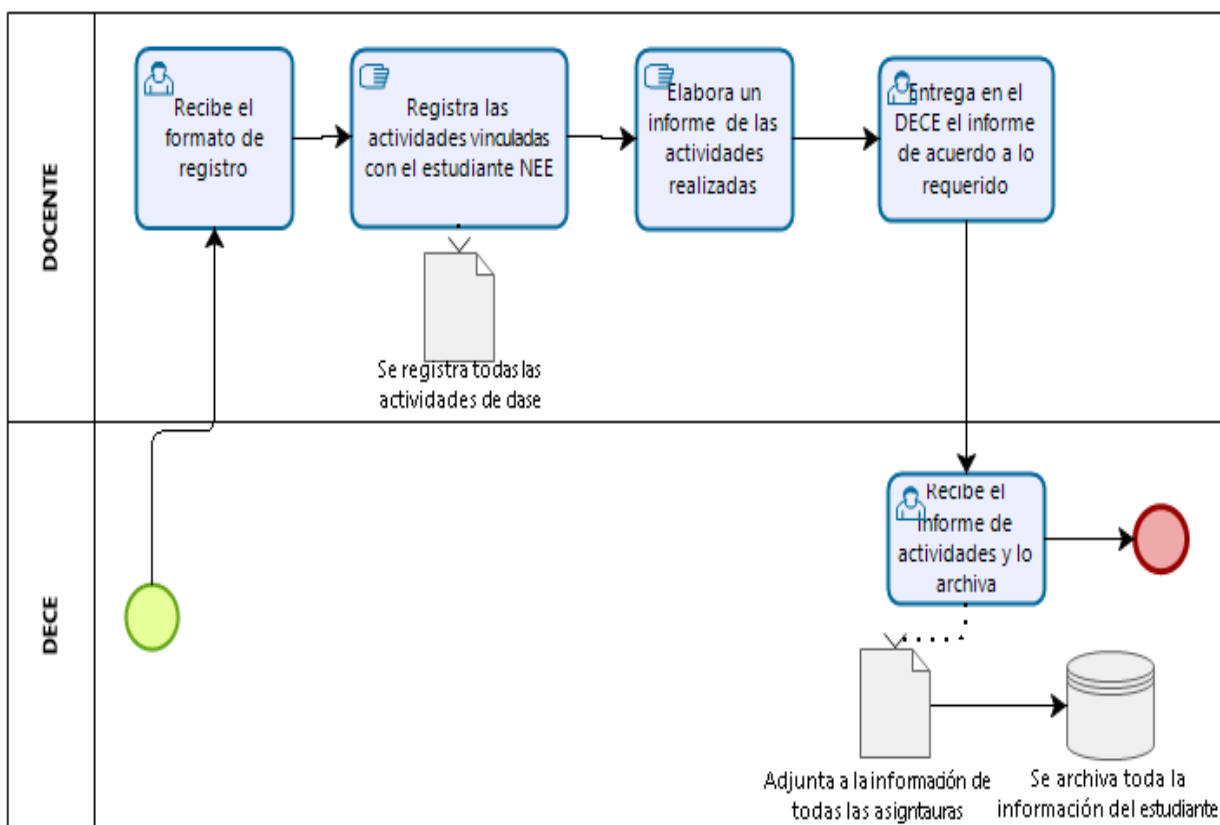 DOCENTE
Recibe el
formato de
registro
Registra las
actividades vinculadas
con el estudiante NEE
Elabora un
informe de las
actividades
realizadas
Entrega en el
DECE el informe
de acuerdo a lo
requerido
Se registra todas las
actividades de dase
DECE
Recibe el
informe de
actividades y lo
archiva
Adjunta a la información de
todas las asigntauras
Se archiva toda la
información del estudiante